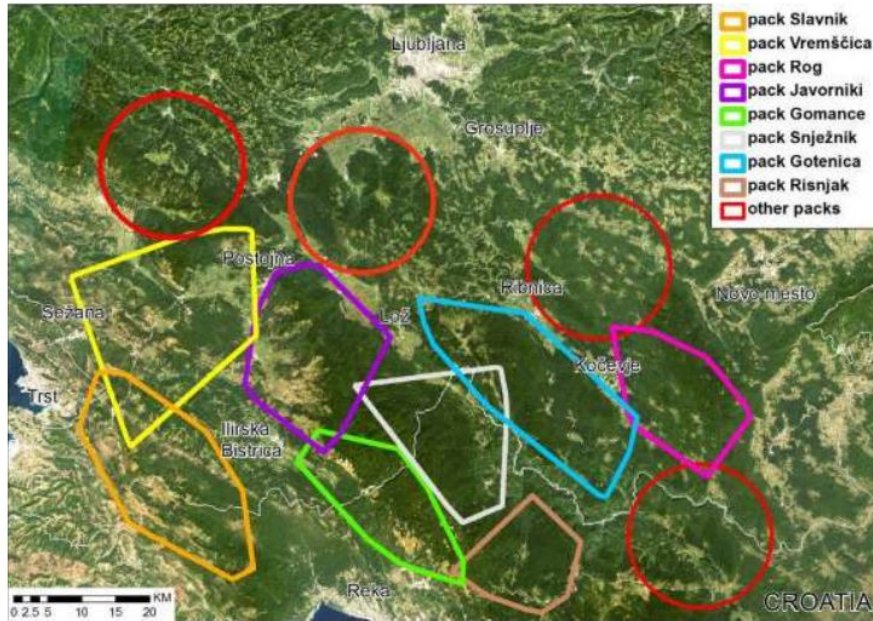 pack Slavnik
pack Vremščica
pack Rog
pack Javorniki
pack Gomance
pack Snježnik
pack Gotenica
pack Risnjak
other packs
Ljubljana
Grosuplje
Postojna
Ribnica
Novo mesto
Sežana
Lož
Kočevje
Trst
Ilirska
Bistrica
Reka
CROATIA
KM
0 2.5 5 10 15 20